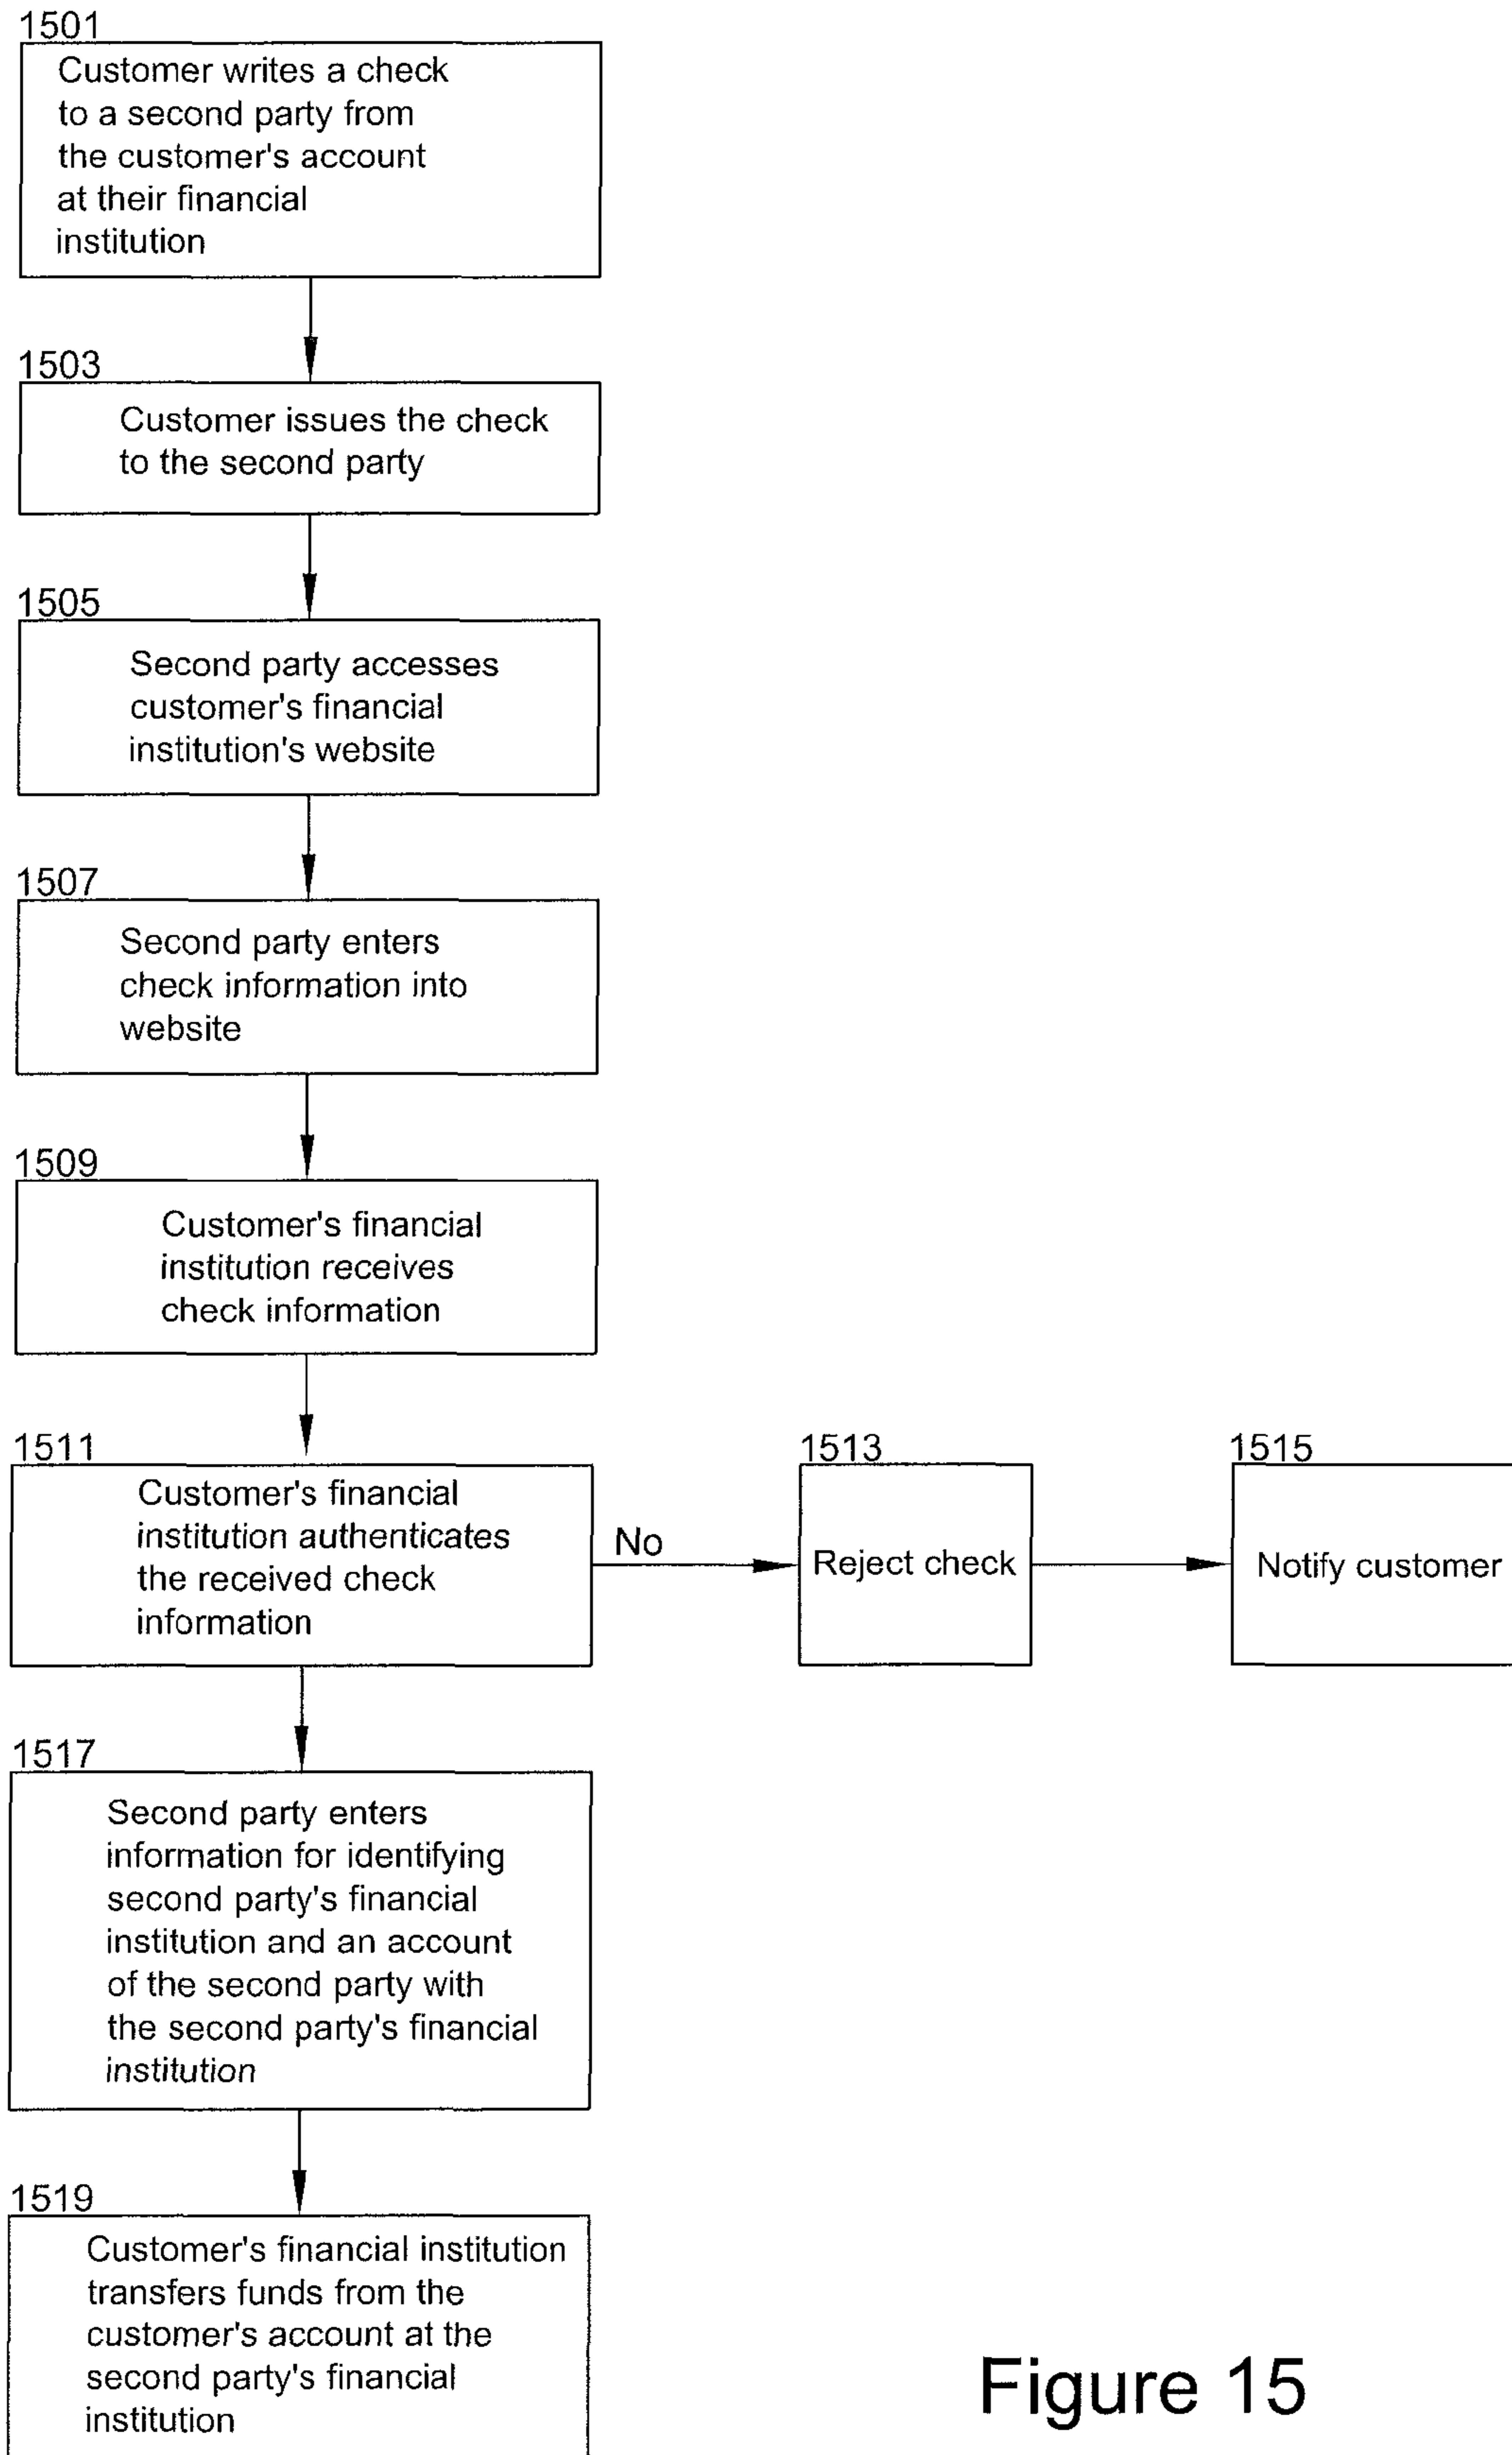 1501
Customer writes a check
to a second party from
the customer's account
at their financial
institution
1503
Customer issues the check
to the second party
1505
Second party accesses
customer's financial
institution's website
1507
Second party enters
check information into
website
1509
Customer's financial
institution receives
check information
1511
Customer's financial
institution authenticates
the received check
information
No
1513
Reject check
1515
Notify customer
1517
Second party enters
information for identifying
second party's financial
institution and an account
of the second party with
the second party's financial
institution
1519
Customer's financial institution
transfers funds from the
customer's account at the
second party's financial
institution
Figure 15